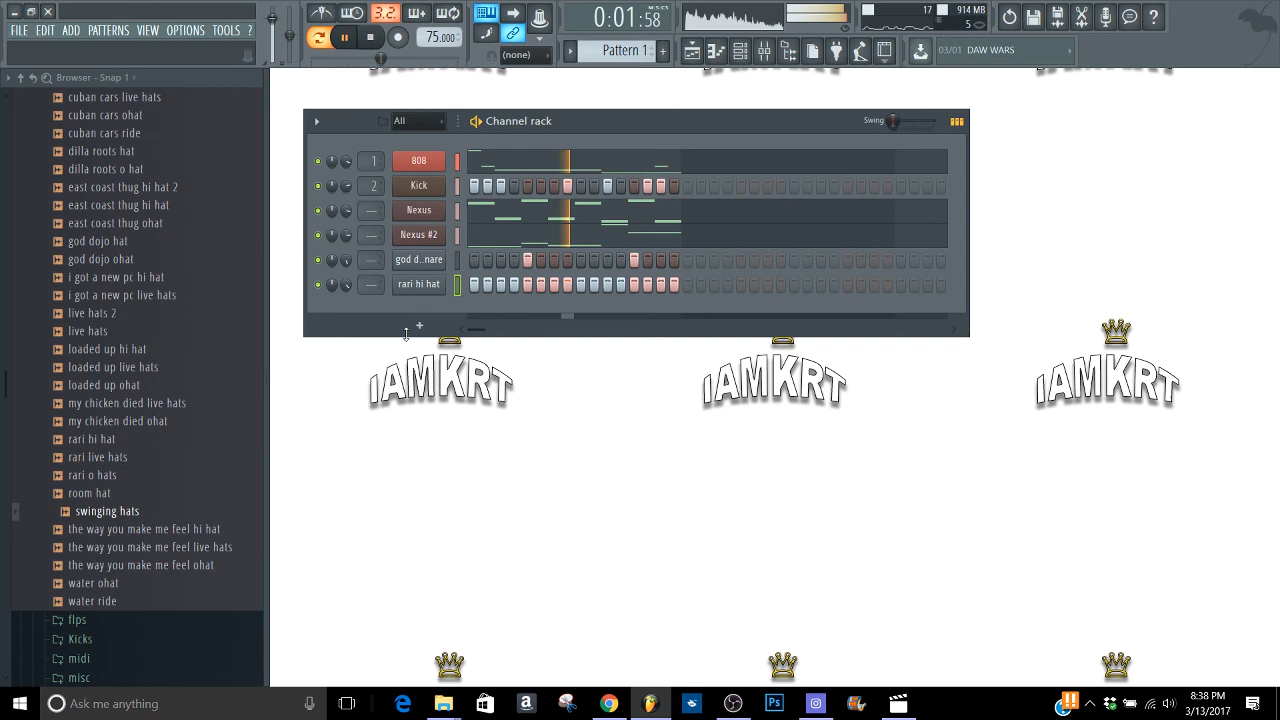 3.2
75.000
0:01:58
M:S:CS
17
914 MB
5
FILE EDIT ADD PATTERNS VIEW OPTIONS TOOLS ?
(none)
Pattern 1
03/01 DAW WARS
Browser - Snap 1
cuban cars live hats
cuban cars ohat
cuban cars ride
dilla roots hat
dilla roots o hat
east coast thug hi hat 2
east coast thug hi hat
east coast thug ohat
god dojo hat
god dojo ohat
i got a new pc hi hat
i got a new pc live hats
live hats 2
live hats
loaded up hi hat
loaded up live hats
loaded up ohat
my chicken died live hats
my chicken died ohat
rari hi hat
rari live hats
rari o hats
room hat
swinging hats
the way you make me feel hi hat
the way you make me feel live hats
the way you make me feel ohat
water ohat
water ride
flps
Kicks
midi
misc
All
Channel rack
Swing
1 808
2 Kick
--- Nexus
--- Nexus #2
--- god d..nare
--- rari hi hat
+
IAMKRT IAMKRT IAMKRT
Ask me anything
Ps
8:38 PM
3/13/2017